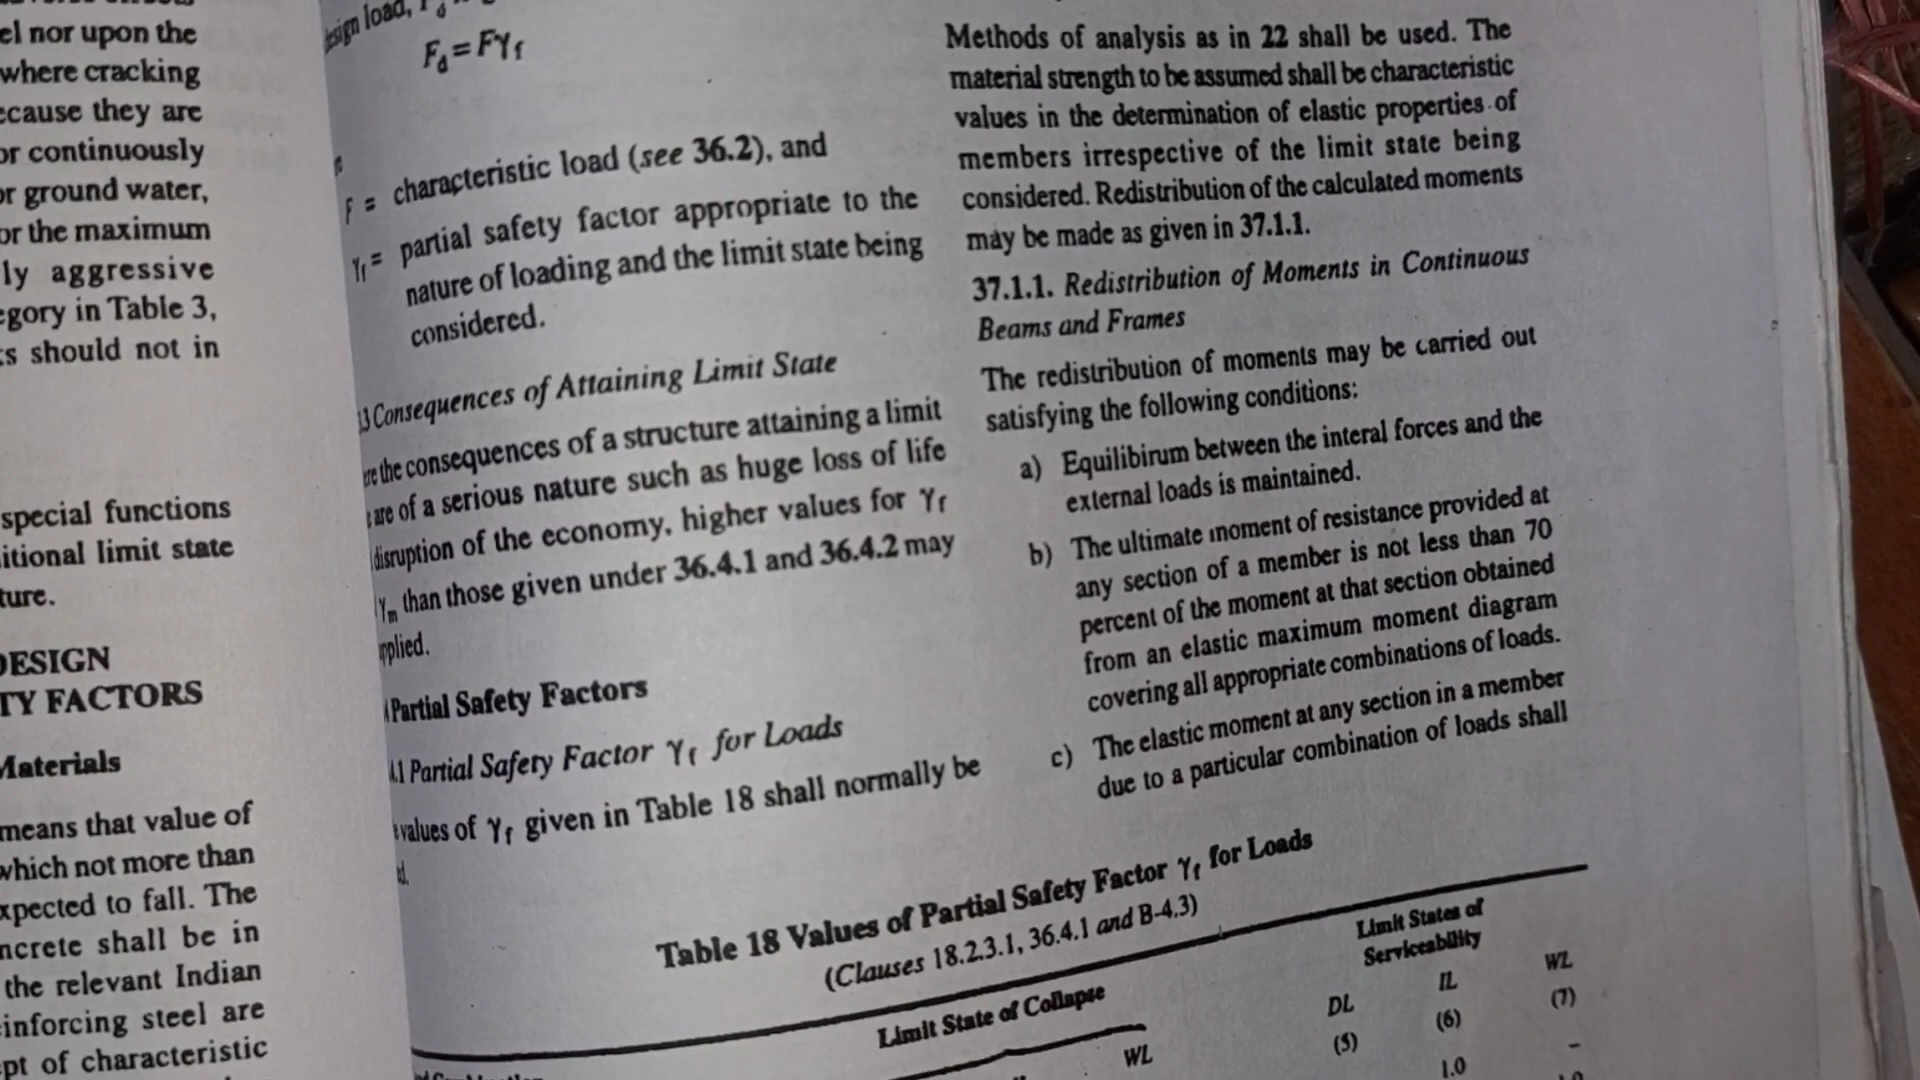 el nor upon the
where cracking
ecause they are
or continuously
or ground water,
or the maximum
ly aggressive
egory in Table 3,
ts should not in
special functions
itional limit state
ture.
DESIGN
TY FACTORS
Materials
means that value of
which not more than
xpected to fall. The
ncrete shall be in
the relevant Indian
inforcing steel are
pt of characteristic
esign load, F
F_d = Fγ_f
F = characteristic load (see 36.2), and
γ_f = partial safety factor appropriate to the
nature of loading and the limit state being
considered.
.3 Consequences of Attaining Limit State
ere the consequences of a structure attaining a limit
e are of a serious nature such as huge loss of life
disruption of the economy, higher values for γ_f
γ_m than those given under 36.4.1 and 36.4.2 may
pplied.
Partial Safety Factors
4.1 Partial Safety Factor γ_f for Loads
e values of γ_f given in Table 18 shall normally be
ed.
Methods of analysis as in 22 shall be used. The
material strength to be assumed shall be characteristic
values in the determination of elastic properties of
members irrespective of the limit state being
considered. Redistribution of the calculated moments
may be made as given in 37.1.1.
37.1.1. Redistribution of Moments in Continuous
Beams and Frames
The redistribution of moments may be carried out
satisfying the following conditions:
a) Equilibirum between the interal forces and the
external loads is maintained.
b) The ultimate moment of resistance provided at
any section of a member is not less than 70
percent of the moment at that section obtained
from an elastic maximum moment diagram
covering all appropriate combinations of loads.
c) The elastic moment at any section in a member
due to a particular combination of loads shall
Table 18 Values of Partial Safety Factor γ_f for Loads
(Clauses 18.2.3.1, 36.4.1 and B-4.3)
Limit State of Collapse
Limit States of
Serviceability
WL
DL IL WL
(5) (6) (7)
1.0 –